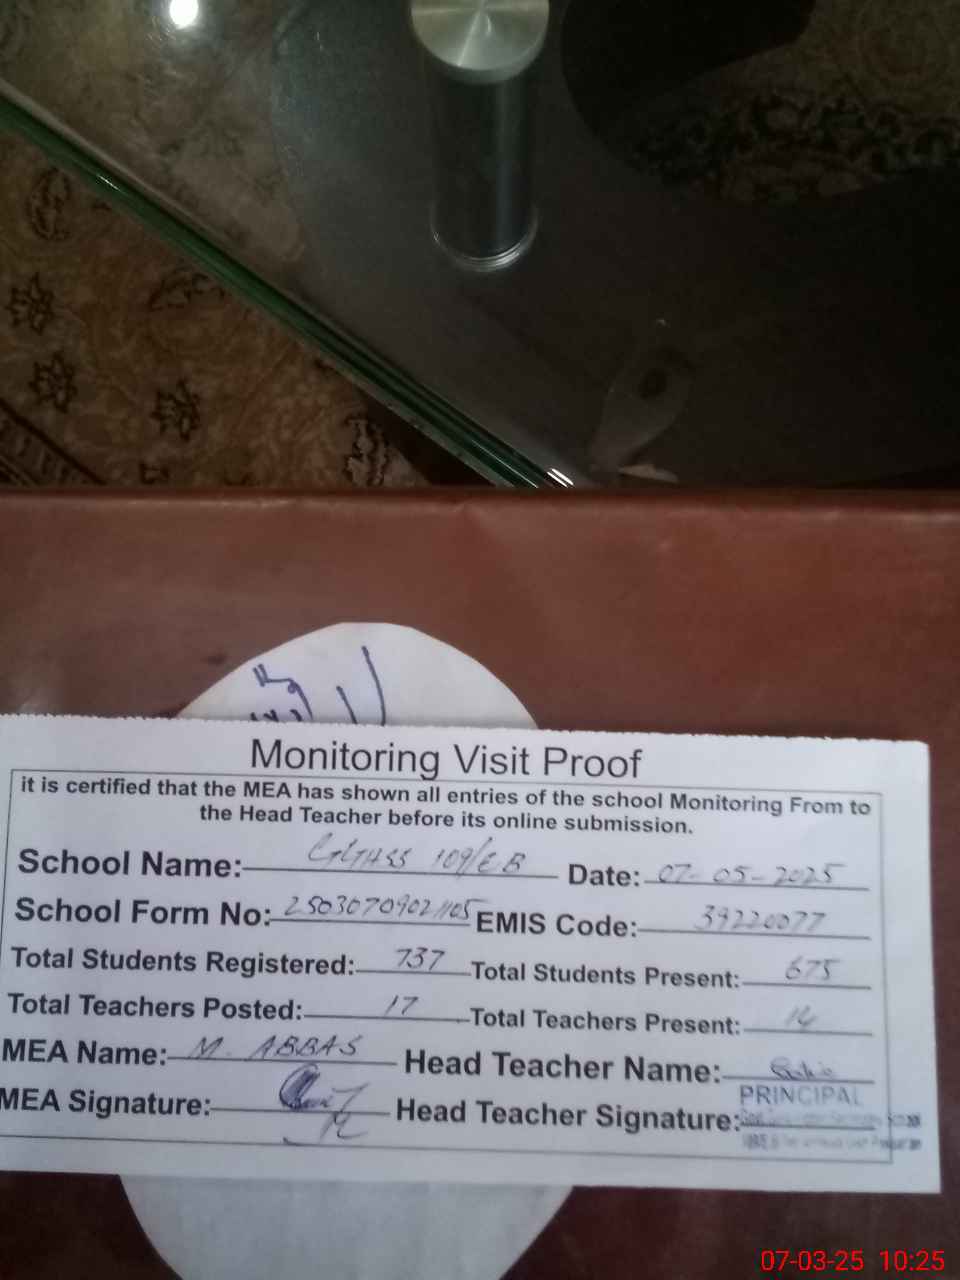 Monitoring Visit Proof
it is certified that the MEA has shown all entries of the school Monitoring From to
the Head Teacher before its online submission.
School Name: GGHSS 109/EB Date: 07-05-2025
School Form No: 25030709021105 EMIS Code: 39220077
Total Students Registered: 737 Total Students Present: 675
Total Teachers Posted: 17 Total Teachers Present: 14
MEA Name: M. ABBAS Head Teacher Name:
PRINCIPAL
MEA Signature: Head Teacher Signature:
07-03-25 10:25